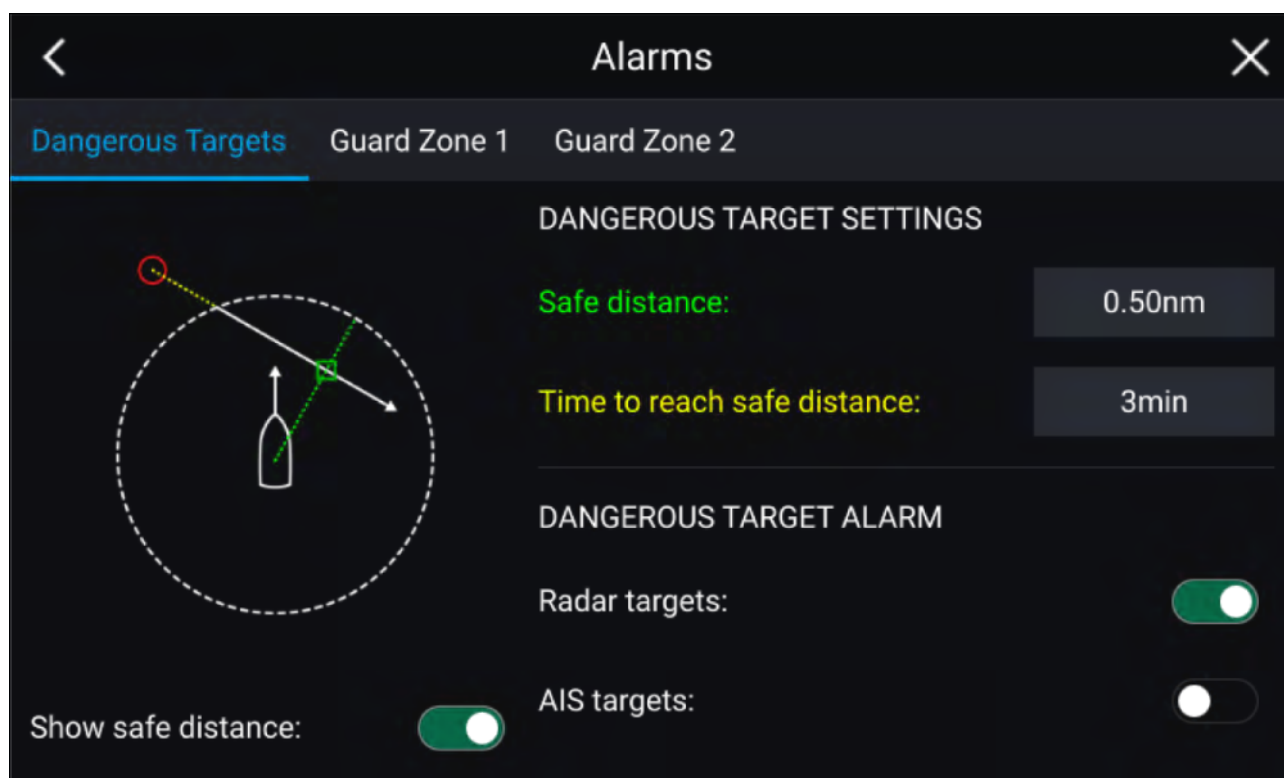 Alarms
Dangerous Targets
Guard Zone 1
Guard Zone 2
DANGEROUS TARGET SETTINGS
Safe distance:
0.50nm
Time to reach safe distance:
3min
DANGEROUS TARGET ALARM
Radar targets:
AIS targets:
Show safe distance: